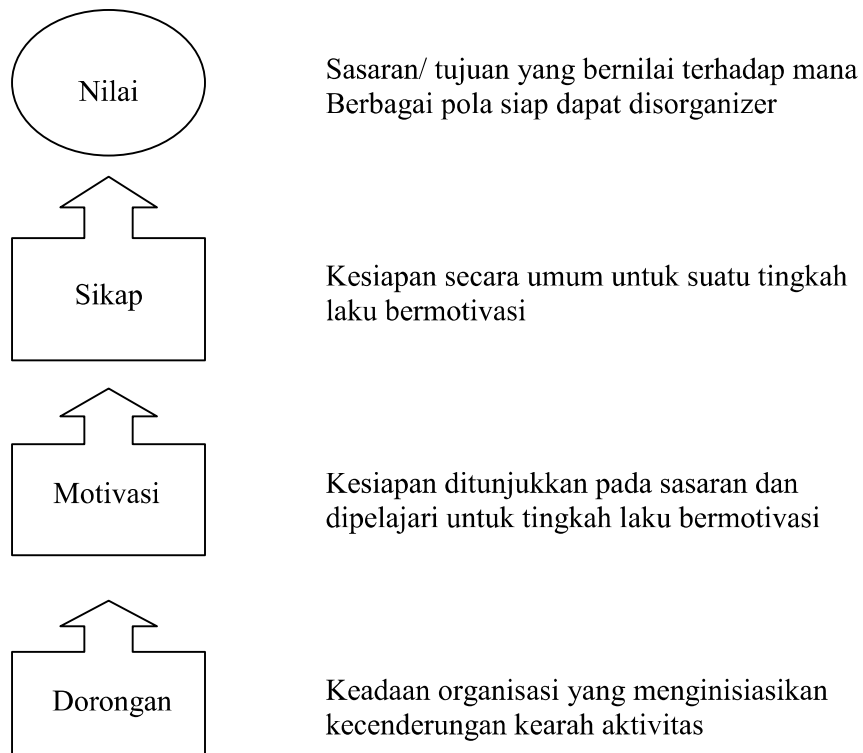 Nilai
Sasaran/ tujuan yang bernilai terhadap mana
Berbagai pola siap dapat disorganizer
Sikap
Kesiapan secara umum untuk suatu tingkah
laku bermotivasi
Motivasi
Kesiapan ditunjukkan pada sasaran dan
dipelajari untuk tingkah laku bermotivasi
Dorongan
Keadaan organisasi yang menginisiasikan
kecenderungan kearah aktivitas